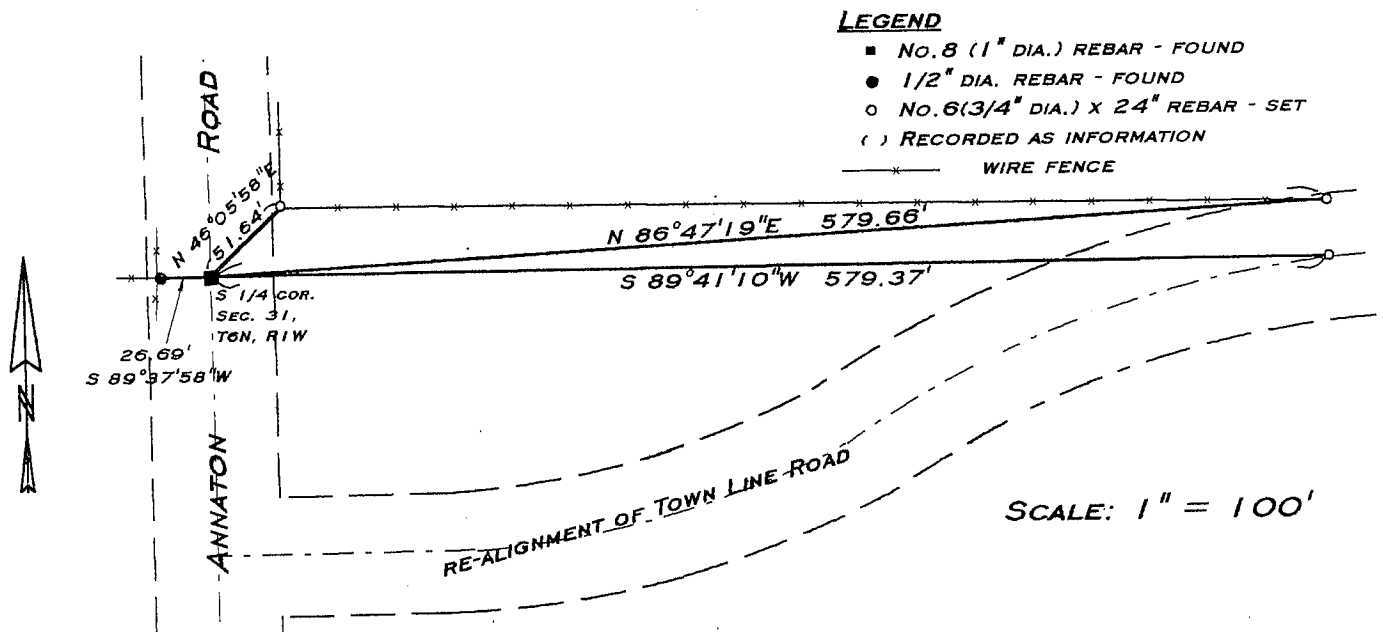 LEGEND
■ No.8 (1" DIA.) REBAR - FOUND
● 1/2" DIA. REBAR - FOUND
○ No.6(3/4" DIA.) X 24" REBAR - SET
( ) RECORDED AS INFORMATION
WIRE FENCE
ROAD
N 46°05'58"E
51.64'
N 86°47'19"E 579.66'
S 89°41'10"W 579.37'
S 1/4 COR.
SEC. 31,
T6N, R1W
26.69'
S 89°37'58"W
N
ANNATON
RE-ALIGNMENT OF TOWN LINE ROAD
SCALE: 1" = 100'